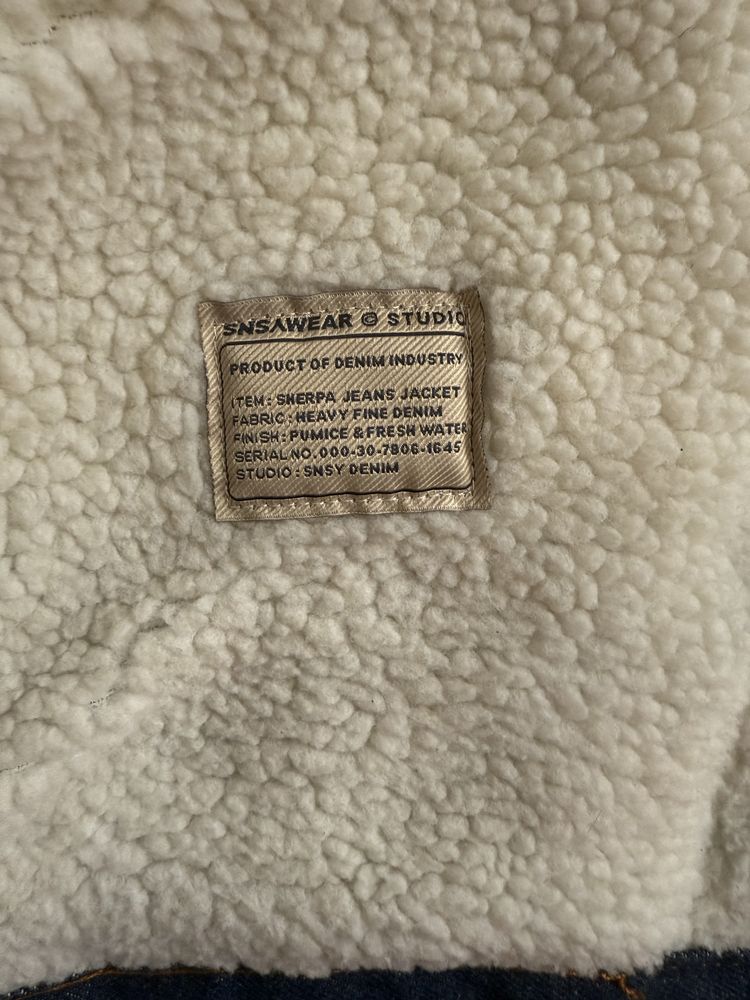 SNSAWEAR © STUDIO
PRODUCT OF DENIM INDUSTRY
ITEM: SHERPA JEANS JACKET
FABRIC: HEAVY FINE DENIM
FINISH: PUMICE & FRESH WATER
SERIAL NO. 000-30-7806-1645
STUDIO: SNSY DENIM